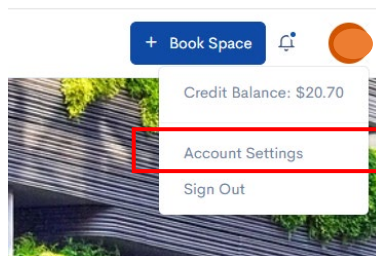 + Book Space
Credit Balance: $20.70
Account Settings
Sign Out